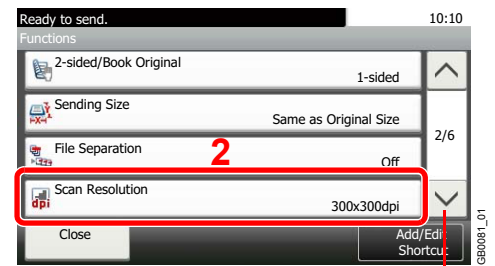 Ready to send.
10:10
Functions
2-sided/Book Original
1-sided
Sending Size
Same as Original Size
2/6
File Separation
2
Off
Scan Resolution
dpi
300x300dpi
Close
Add/Edit
Shortcut
GB0081_01